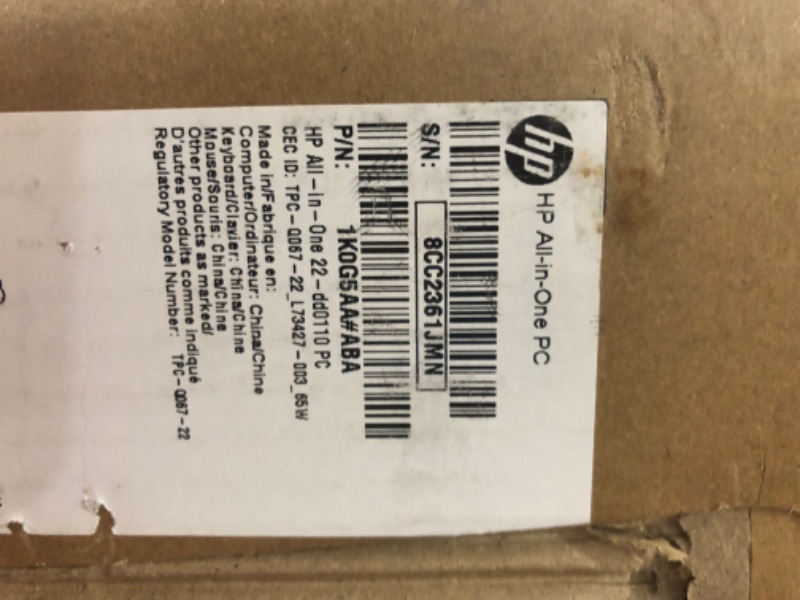 hp HP All-in-One PC
S/N: 8CC2361JMN
P/N: 1K0G5AA#ABA
HP All-in-One 22-dd0110 PC
CEC ID: TPC-Q067-22_L73427-003_65W
Made in/Fabrique en:
Computer/Ordinateur: China/Chine
Keyboard/Clavier: China/Chine
Mouse/Souris: China/Chine
Other products as marked/
D'autres produits comme indiqué
Regulatory Model Number: TPC-Q067-22